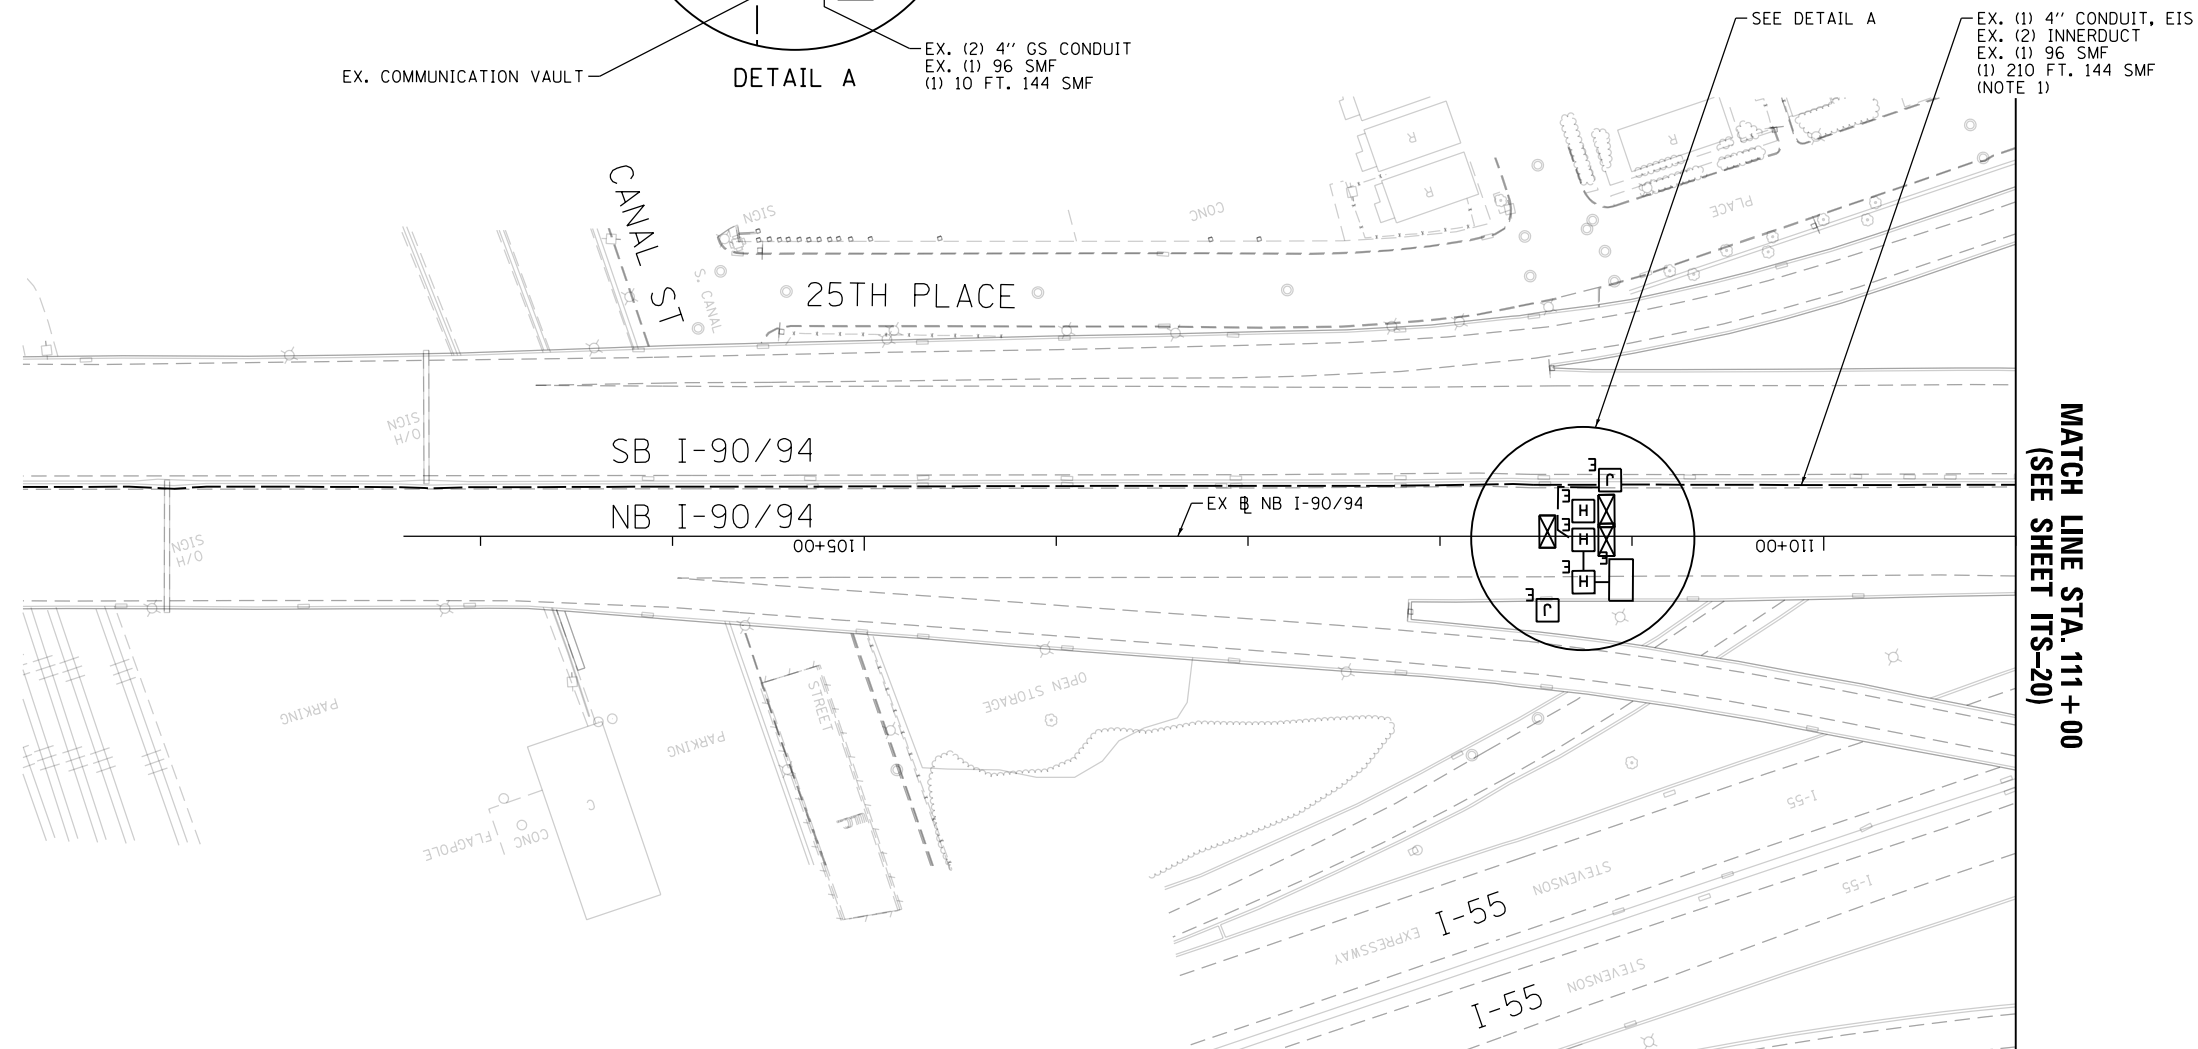 EX. COMMUNICATION VAULT
DETAIL A
EX. (2) 4" GS CONDUIT
EX. (1) 96 SMF
(1) 10 FT. 144 SMF
SEE DETAIL A
EX. (1) 4" CONDUIT, EIS
EX. (2) INNERDUCT
EX. (1) 96 SMF
(1) 210 FT. 144 SMF
(NOTE 1)
CANAL ST
S. CANAL
SIGN
CONC
R
R
R
PLACE
25TH PLACE
O/H
SIGN
SB I-90/94
NB I-90/94
EX ℄ NB I-90/94
O/H
SIGN
105+00
110+00
E
J
E
H
E
H
E
E
H
E
J
MATCH LINE STA. 111+00
(SEE SHEET ITS-20)
PARKING
PARKING
STREET
OPEN STORAGE
C
FLAGPOLE
CONC
I-55
STEVENSON
EXPRESSWAY
I-55
I-55
STEVENSON
I-55